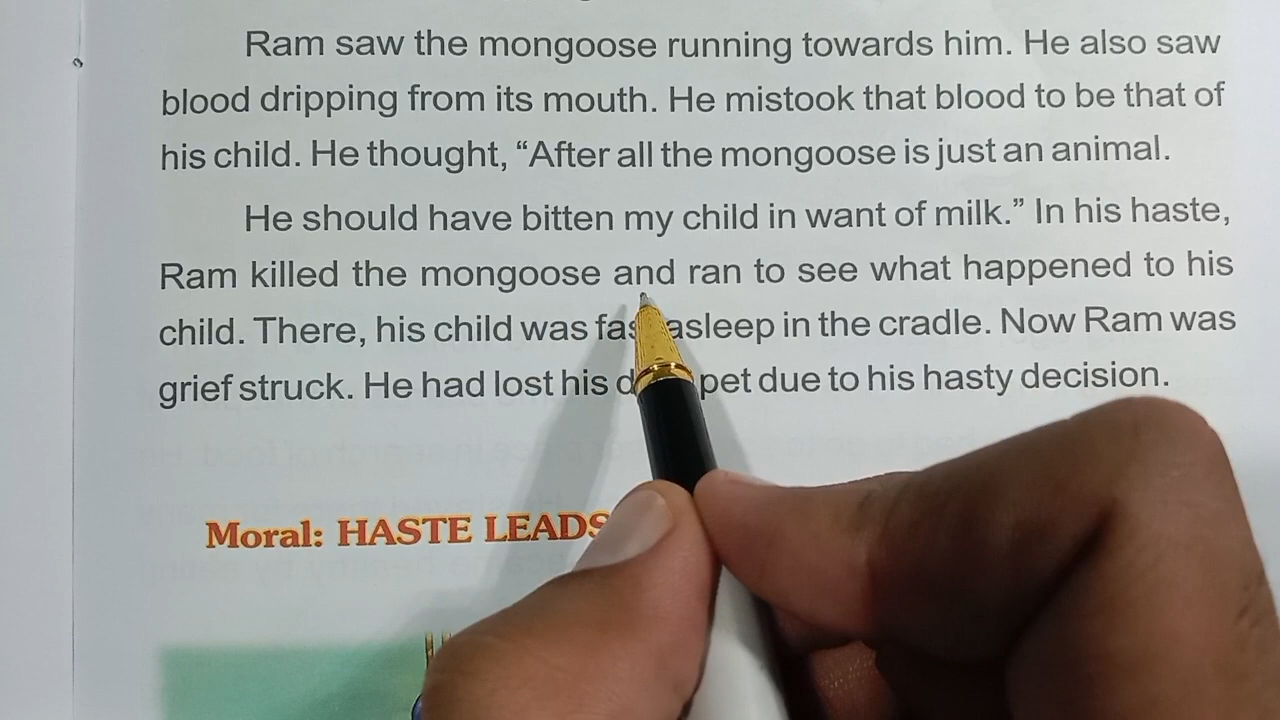 Ram saw the mongoose running towards him. He also saw
blood dripping from its mouth. He mistook that blood to be that of
his child. He thought, “After all the mongoose is just an animal.
He should have bitten my child in want of milk.” In his haste,
Ram killed the mongoose and ran to see what happened to his
child. There, his child was asleep in the cradle. Now Ram was
grief struck. He had lost his pet due to his hasty decision.
Moral: HASTE LEADS